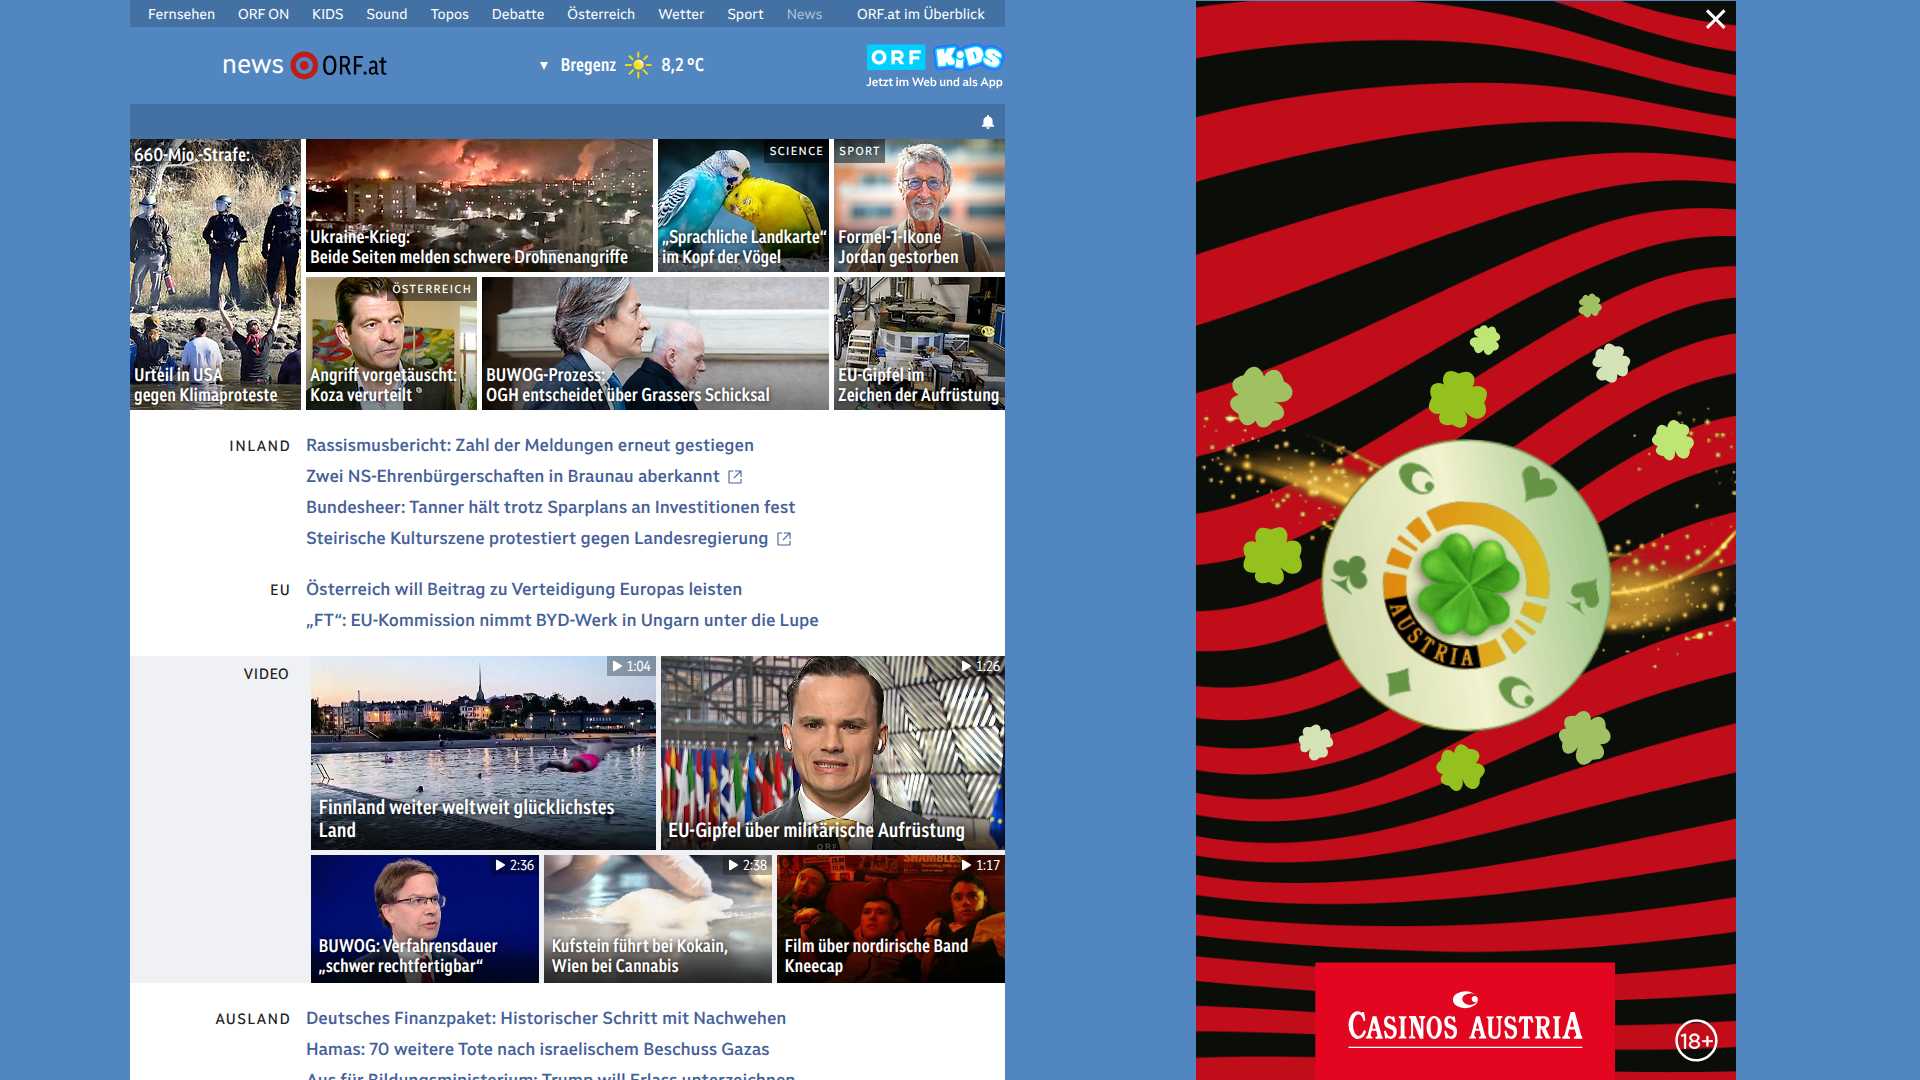 Fernsehen ORF ON KIDS Sound Topos Debatte Österreich Wetter Sport News ORF.at im Überblick
news ORF.at
Bregenz 8,2 °C
ORF KiDS
Jetzt im Web und als App
660-Mio.-Strafe:
Urteil in USA
gegen Klimaproteste
Ukraine-Krieg:
Beide Seiten melden schwere Drohnenangriffe
SCIENCE
„Sprachliche Landkarte“
im Kopf der Vögel
SPORT
Formel-1-Ikone
Jordan gestorben
ÖSTERREICH
Angriff vorgetäuscht:
Koza verurteilt
BUWOG-Prozess:
OGH entscheidet über Grassers Schicksal
EU-Gipfel im
Zeichen der Aufrüstung
INLAND
Rassismusbericht: Zahl der Meldungen erneut gestiegen
Zwei NS-Ehrenbürgerschaften in Braunau aberkannt
Bundesheer: Tanner hält trotz Sparplans an Investitionen fest
Steirische Kulturszene protestiert gegen Landesregierung
EU
Österreich will Beitrag zu Verteidigung Europas leisten
„FT“: EU-Kommission nimmt BYD-Werk in Ungarn unter die Lupe
VIDEO
1:04
Finnland weiter weltweit glücklichstes
Land
1:26
EU-Gipfel über militärische Aufrüstung
ORF
2:36
BUWOG: Verfahrensdauer
„schwer rechtfertigbar“
2:38
Kufstein führt bei Kokain,
Wien bei Cannabis
SHAMBLES
1:17
Film über nordirische Band
Kneecap
AUSLAND
Deutsches Finanzpaket: Historischer Schritt mit Nachwehen
Hamas: 70 weitere Tote nach israelischem Beschuss Gazas
Aus für Bildungsministerium: Trump will Erlass unterzeichnen
AUSTRIA
CASINOS AUSTRIA
18+